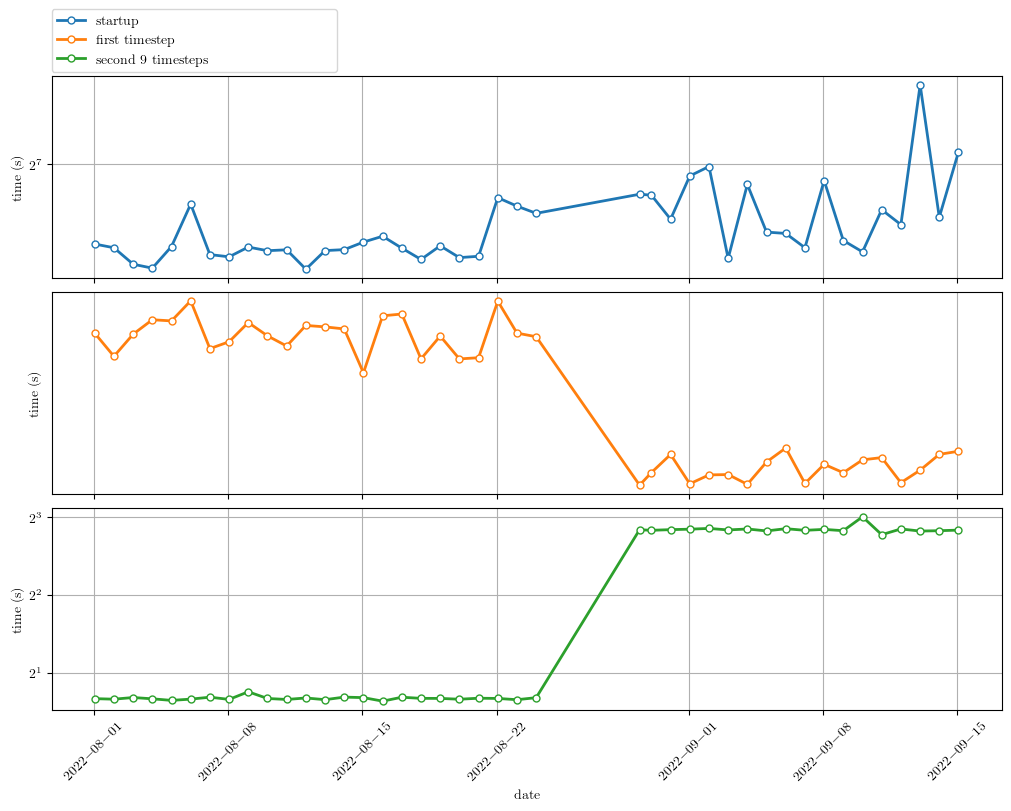 startup
first timestep
second 9 timesteps
time (s)
2^7
time (s)
time (s)
2^3
2^2
2^1
2022−08−01
2022−08−08
2022−08−15
2022−08−22
2022−09−01
2022−09−08
2022−09−15
date